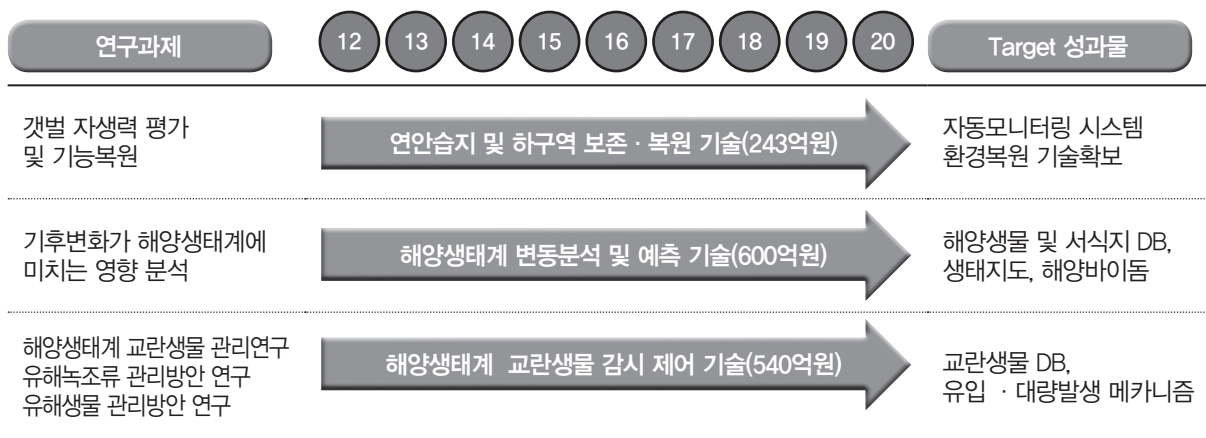 연구과제 12 13 14 15 16 17 18 19 20 Target 성과물
갯벌 자생력 평가
및 기능복원
연안습지 및 하구역 보존 · 복원 기술(243억원)
자동모니터링 시스템
환경복원 기술확보
기후변화가 해양생태계에
미치는 영향 분석
해양생태계 변동분석 및 예측 기술(600억원)
해양생물 및 서식지 DB,
생태지도, 해양바이돔
해양생태계 교란생물 관리연구
유해녹조류 관리방안 연구
유해생물 관리방안 연구
해양생태계 교란생물 감시 제어 기술(540억원)
교란생물 DB,
유입 · 대량발생 메카니즘